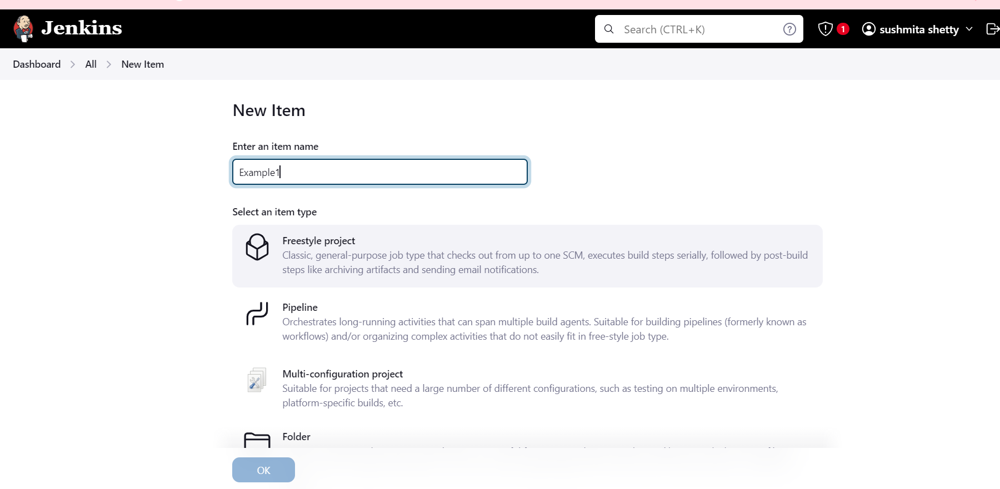 Jenkins
Search (CTRL+K)
1
sushmita shetty
Dashboard
All
New Item
New Item
Enter an item name
Example1
Select an item type
Freestyle project
Classic, general-purpose job type that checks out from up to one SCM, executes build steps serially, followed by post-build
steps like archiving artifacts and sending email notifications.
Pipeline
Orchestrates long-running activities that can span multiple build agents. Suitable for building pipelines (formerly known as
workflows) and/or organizing complex activities that do not easily fit in free-style job type.
Multi-configuration project
Suitable for projects that need a large number of different configurations, such as testing on multiple environments,
platform-specific builds, etc.
Folder
OK